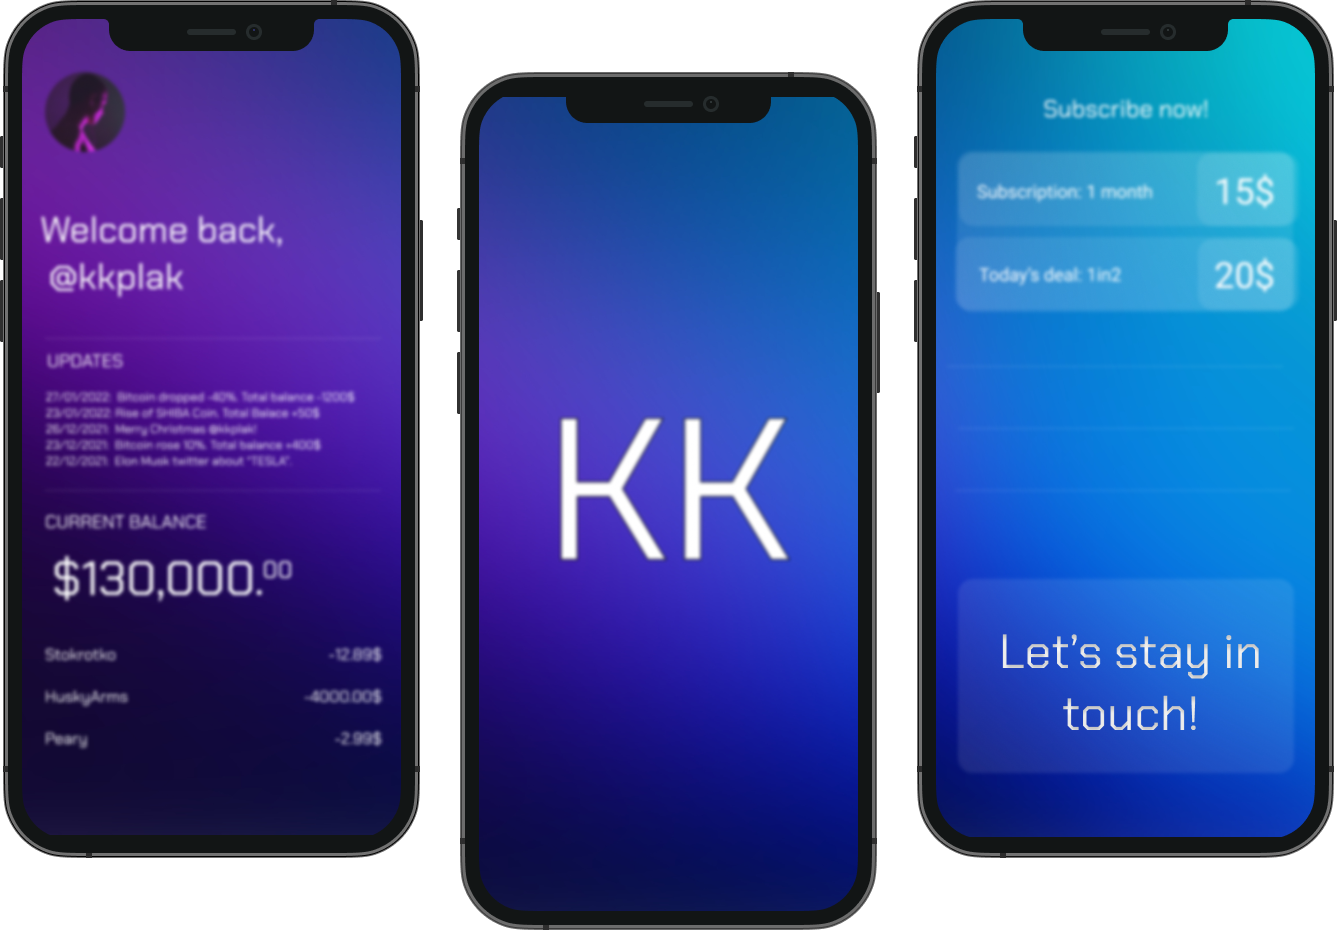 Welcome back,
@kkplak
UPDATES
27/01/2022: Bitcoin dropped -40%. Total balance -1200$
23/01/2022: Rise of SHIBA Coin. Total Balace +50$
26/12/2021: Merry Christmas @kkplak!
23/12/2021: Bitcoin rose 10%. Total balance +400$
22/12/2021: Elon Musk twitter about "TESLA".
CURRENT BALANCE
$130,000.00
Stokrotko -12.89$
HuskyArms -4000.00$
Peary -2.99$
KK
Subscribe now!
Subscription: 1 month 15$
Today's deal: 1in2 20$
Let's stay in
touch!